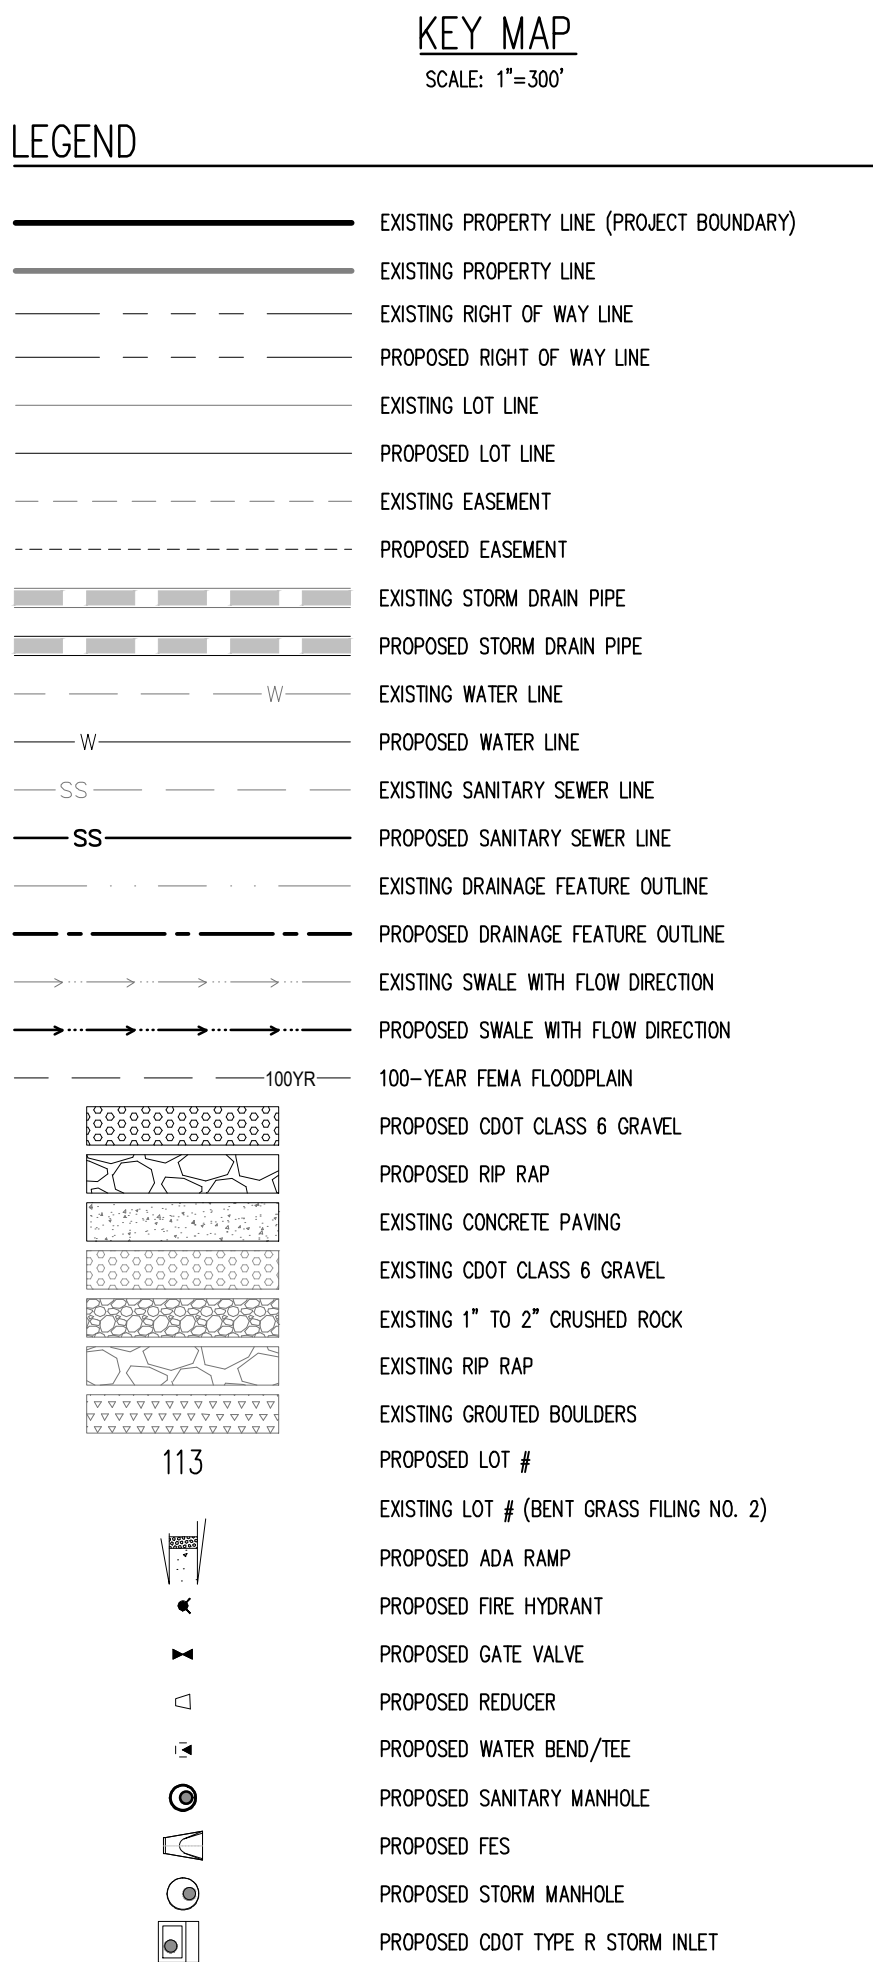 KEY MAP
SCALE: 1"=300'
LEGEND
EXISTING PROPERTY LINE (PROJECT BOUNDARY)
EXISTING PROPERTY LINE
EXISTING RIGHT OF WAY LINE
PROPOSED RIGHT OF WAY LINE
EXISTING LOT LINE
PROPOSED LOT LINE
EXISTING EASEMENT
PROPOSED EASEMENT
EXISTING STORM DRAIN PIPE
PROPOSED STORM DRAIN PIPE
W EXISTING WATER LINE
W PROPOSED WATER LINE
SS EXISTING SANITARY SEWER LINE
SS PROPOSED SANITARY SEWER LINE
EXISTING DRAINAGE FEATURE OUTLINE
PROPOSED DRAINAGE FEATURE OUTLINE
EXISTING SWALE WITH FLOW DIRECTION
PROPOSED SWALE WITH FLOW DIRECTION
100YR 100-YEAR FEMA FLOODPLAIN
PROPOSED CDOT CLASS 6 GRAVEL
PROPOSED RIP RAP
EXISTING CONCRETE PAVING
EXISTING CDOT CLASS 6 GRAVEL
EXISTING 1" TO 2" CRUSHED ROCK
EXISTING RIP RAP
EXISTING GROUTED BOULDERS
113 PROPOSED LOT #
EXISTING LOT # (BENT GRASS FILING NO. 2)
PROPOSED ADA RAMP
PROPOSED FIRE HYDRANT
PROPOSED GATE VALVE
PROPOSED REDUCER
PROPOSED WATER BEND/TEE
PROPOSED SANITARY MANHOLE
PROPOSED FES
PROPOSED STORM MANHOLE
PROPOSED CDOT TYPE R STORM INLET